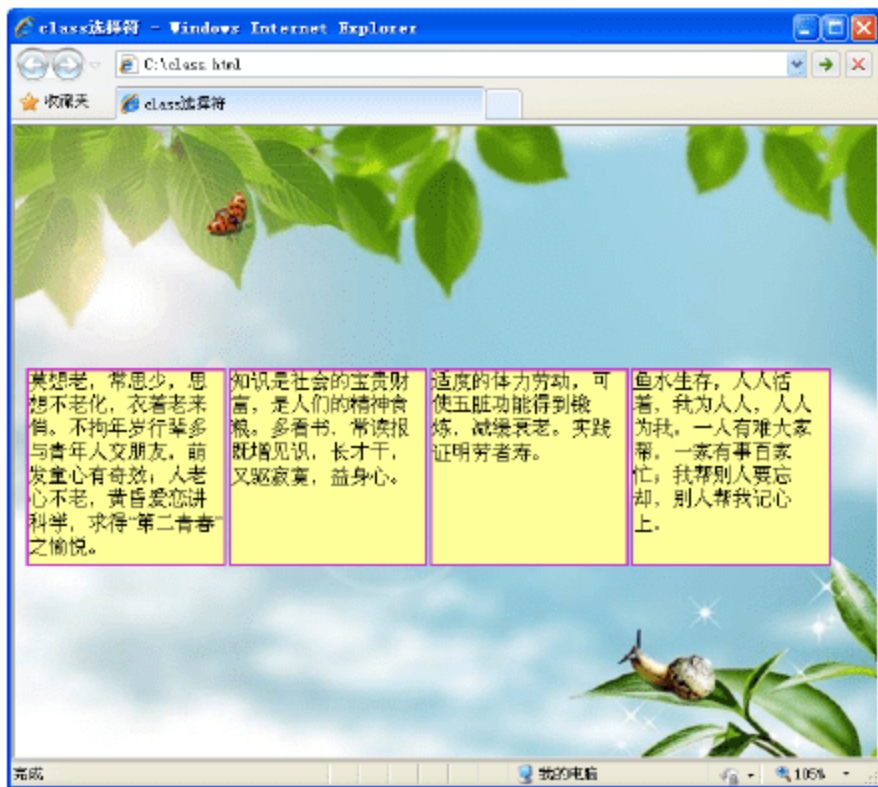 class选择符 - Windows Internet Explorer
C:\class.html
收藏夹
class选择符
莫想老，常思少，思
想不老化，衣着老来
俏。不拘年岁行辈多
与青年人交朋友，萌
发童心有奇效；人老
心不老，黄昏爱恋讲
科学，求得“第二青春”
之愉悦。
知识是社会的宝贵财
富，是人们的精神食
粮。多看书、常读报
既增见识，长才干，
又驱寂寞，益身心。
适度的体力劳动，可
使五脏功能得到锻
炼，减缓衰老。实践
证明劳者寿。
鱼水生存，人人活
着，我为人人，人人
为我。一人有难大家
帮，一家有事百家
忙；我帮别人要忘
却，别人帮我记心
上。
完成
我的电脑
105%